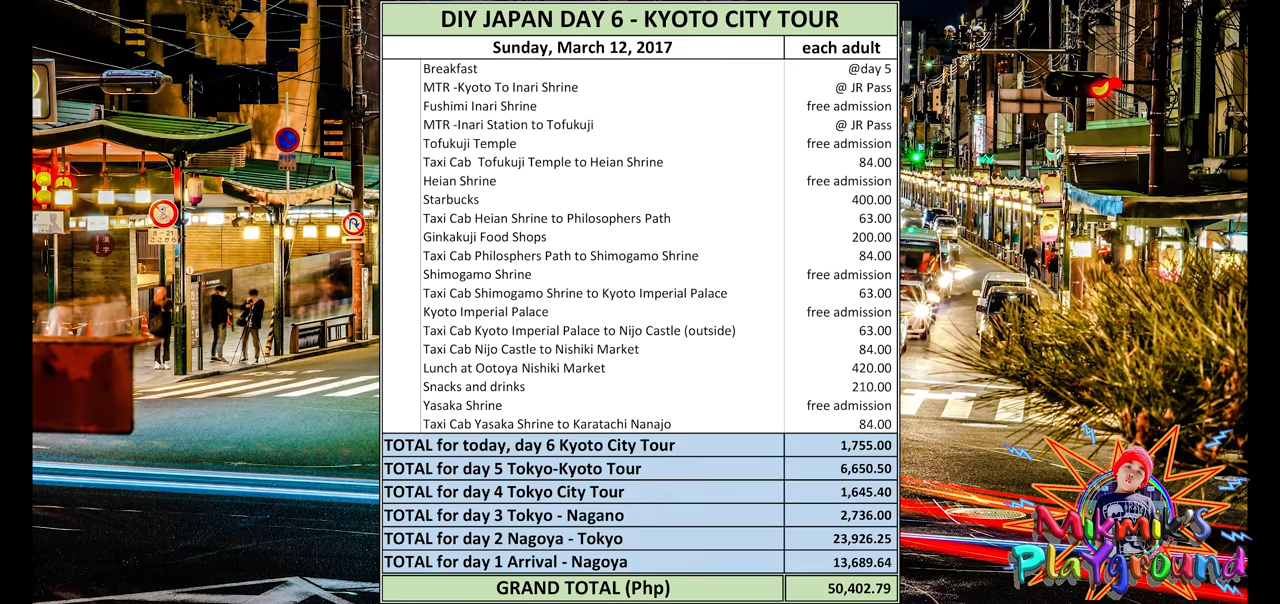 DIY JAPAN DAY 6 - KYOTO CITY TOUR
Sunday, March 12, 2017 each adult
Breakfast @day 5
MTR -Kyoto To Inari Shrine @ JR Pass
Fushimi Inari Shrine free admission
MTR -Inari Station to Tofukuji @ JR Pass
Tofukuji Temple free admission
Taxi Cab Tofukuji Temple to Heian Shrine 84.00
Heian Shrine free admission
Starbucks 400.00
Taxi Cab Heian Shrine to Philosophers Path 63.00
Ginkakuji Food Shops 200.00
Taxi Cab Philosphers Path to Shimogamo Shrine 84.00
Shimogamo Shrine free admission
Taxi Cab Shimogamo Shrine to Kyoto Imperial Palace 63.00
Kyoto Imperial Palace free admission
Taxi Cab Kyoto Imperial Palace to Nijo Castle (outside) 63.00
Taxi Cab Nijo Castle to Nishiki Market 84.00
Lunch at Ootoya Nishiki Market 420.00
Snacks and drinks 210.00
Yasaka Shrine free admission
Taxi Cab Yasaka Shrine to Karatachi Nanajo 84.00
TOTAL for today, day 6 Kyoto City Tour 1,755.00
TOTAL for day 5 Tokyo-Kyoto Tour 6,650.50
TOTAL for day 4 Tokyo City Tour 1,645.40
TOTAL for day 3 Tokyo - Nagano 2,736.00
TOTAL for day 2 Nagoya - Tokyo 23,926.25
TOTAL for day 1 Arrival - Nagoya 13,689.64
GRAND TOTAL (Php) 50,402.79
8-21
ここから
漢字
Mikmik's
Playground